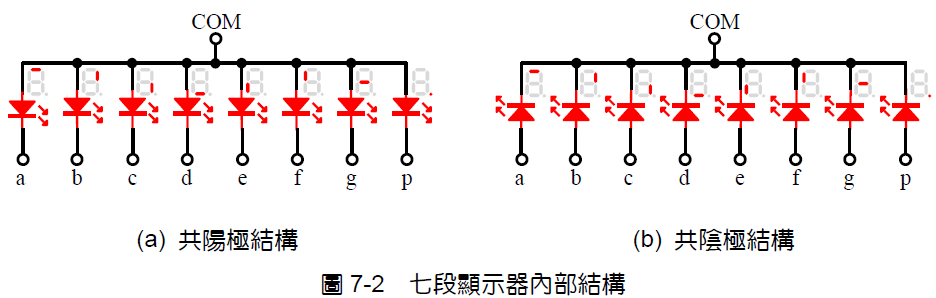 COM COM
a b c d e f g p a b c d e f g p
(a) 共陽極結構 (b) 共陰極結構
圖 7-2 七段顯示器內部結構